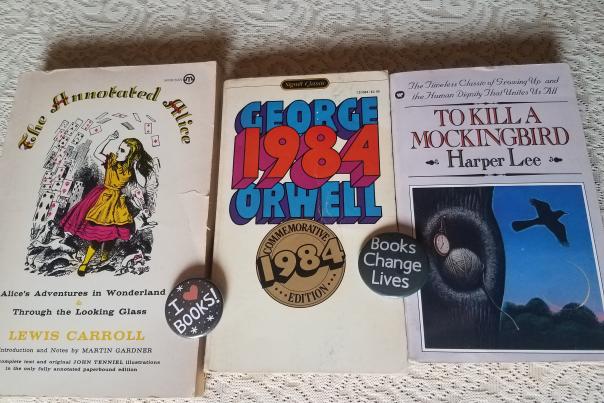 The Annotated Alice
Alice's Adventures in Wonderland
&
Through the Looking Glass
LEWIS CARROLL
Introduction and Notes by MARTIN GARDNER
complete text and original JOHN TENNIEL illustrations
in the only fully annotated paperbound edition
I
BOOKS!
Signet Classic
GEORGE
1984
ORWELL
COMMEMORATIVE
1984
EDITION
Books
Change
Lives
The Timeless Classic of Growing Up and
the Human Dignity That Unites Us All
TO KILL A
MOCKINGBIRD
Harper Lee